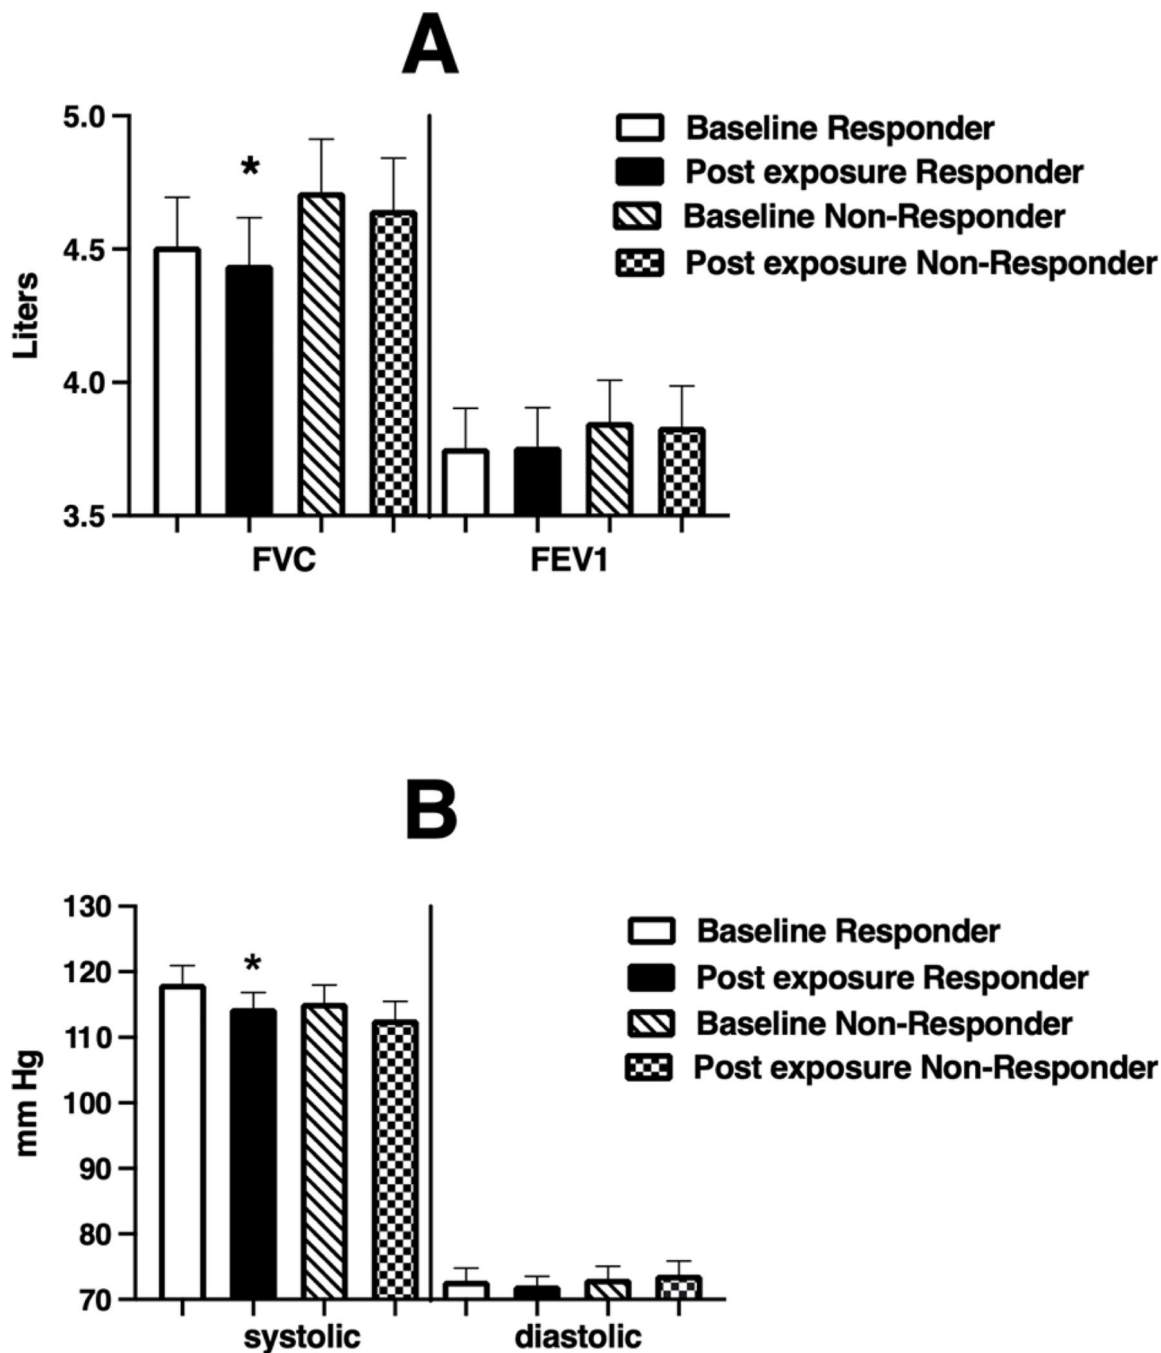 A
5.0
4.5
4.0
3.5
Liters
*
FVC
FEV1
Baseline Responder
Post exposure Responder
Baseline Non-Responder
Post exposure Non-Responder
B
130
120
110
100
90
80
70
mm Hg
*
systolic
diastolic
Baseline Responder
Post exposure Responder
Baseline Non-Responder
Post exposure Non-Responder